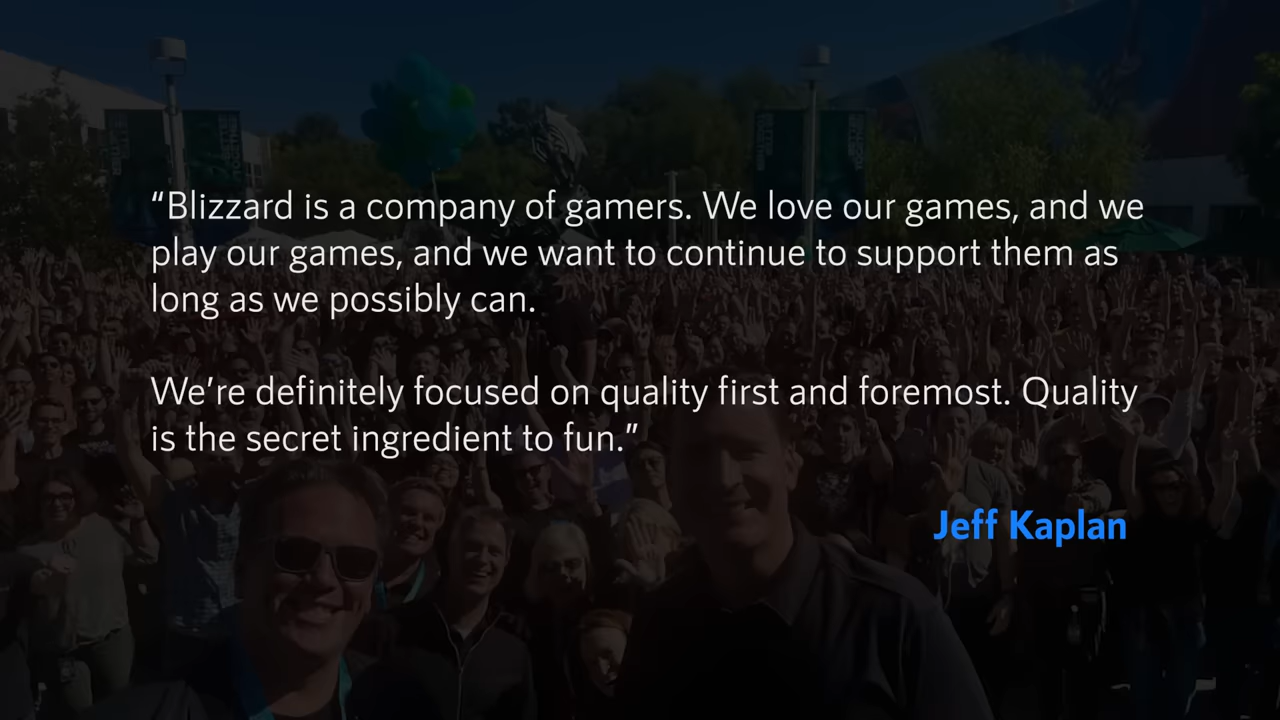 “Blizzard is a company of gamers. We love our games, and we
play our games, and we want to continue to support them as
long as we possibly can.
We’re definitely focused on quality first and foremost. Quality
is the secret ingredient to fun.”
Jeff Kaplan